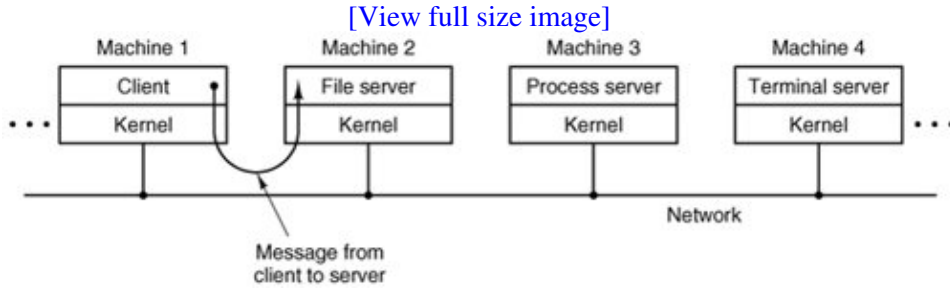 [View full size image]
Machine 1
Machine 2
Machine 3
Machine 4
Client
File server
Process server
Terminal server
Kernel
Kernel
Kernel
Kernel
Network
Message from
client to server